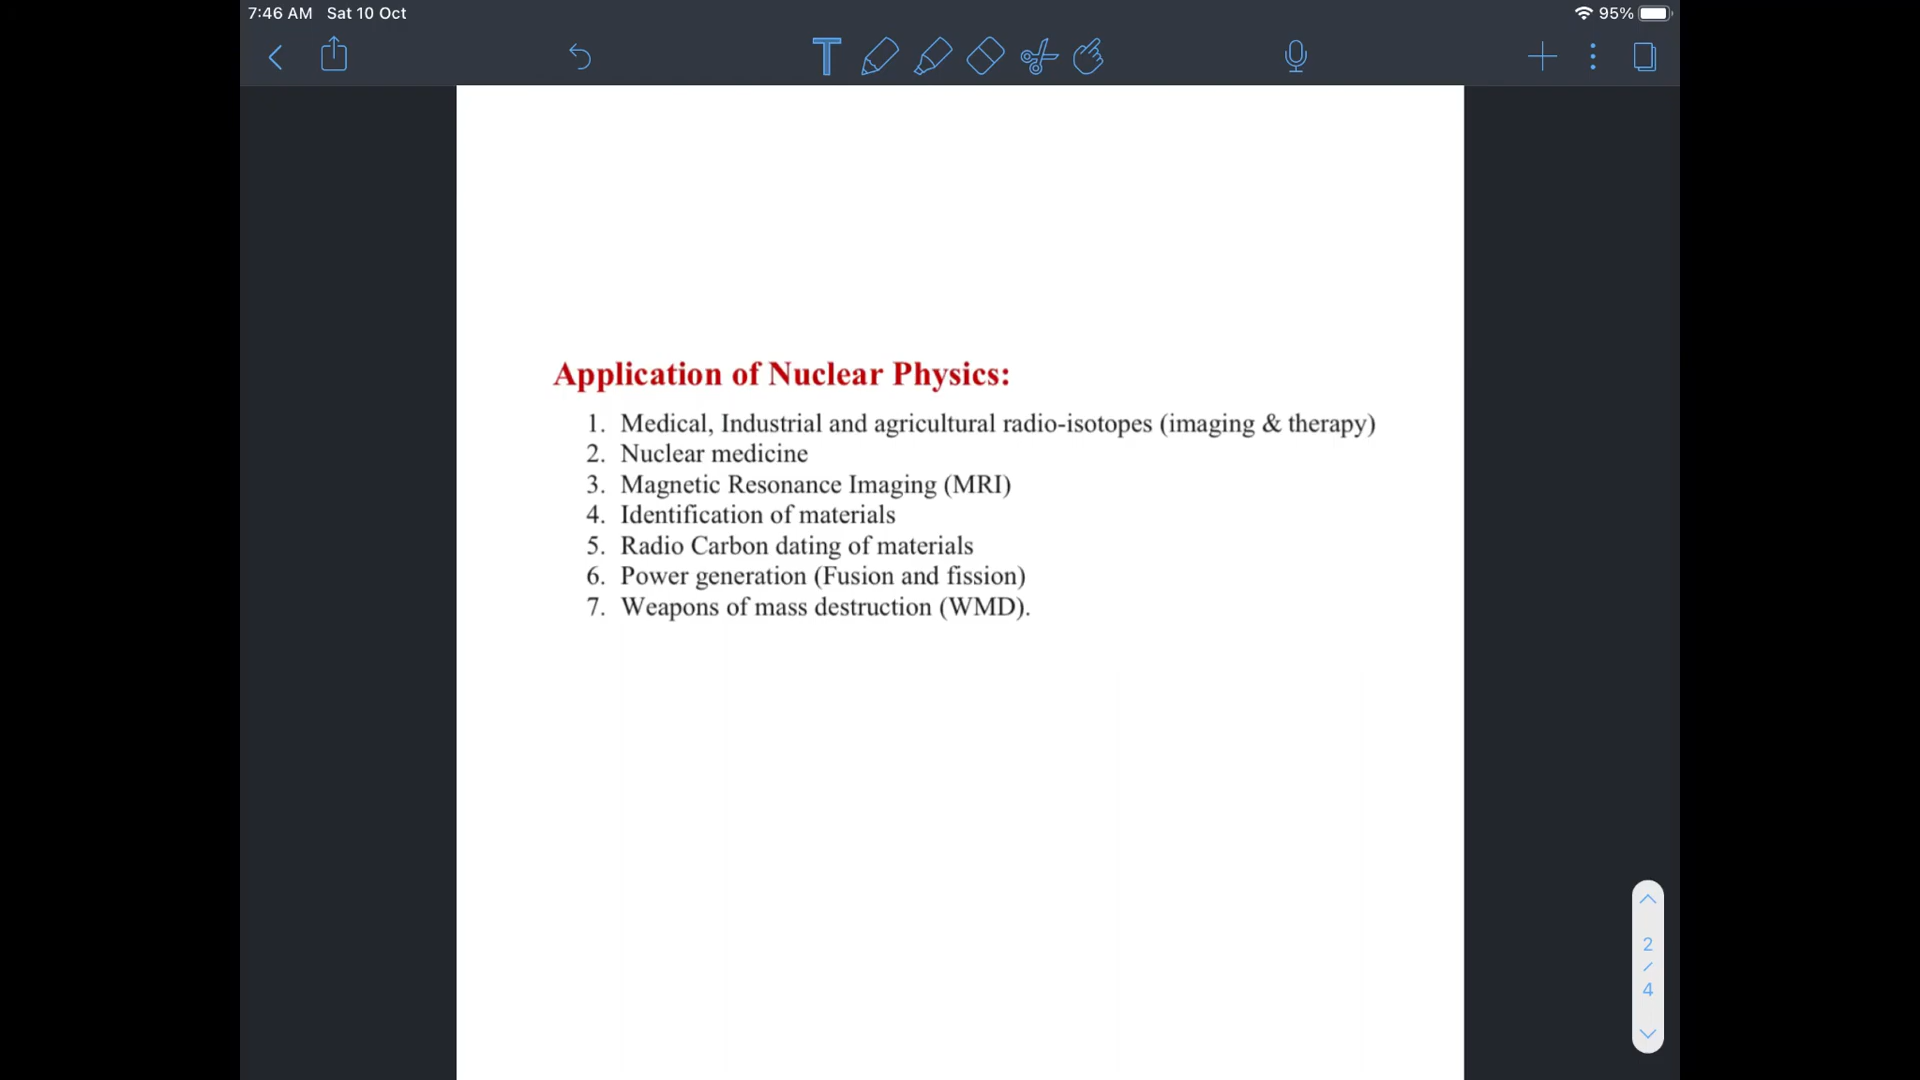 7:46 AM Sat 10 Oct
95%
T
Application of Nuclear Physics:
1. Medical, Industrial and agricultural radio-isotopes (imaging & therapy)
2. Nuclear medicine
3. Magnetic Resonance Imaging (MRI)
4. Identification of materials
5. Radio Carbon dating of materials
6. Power generation (Fusion and fission)
7. Weapons of mass destruction (WMD).
2
/
4